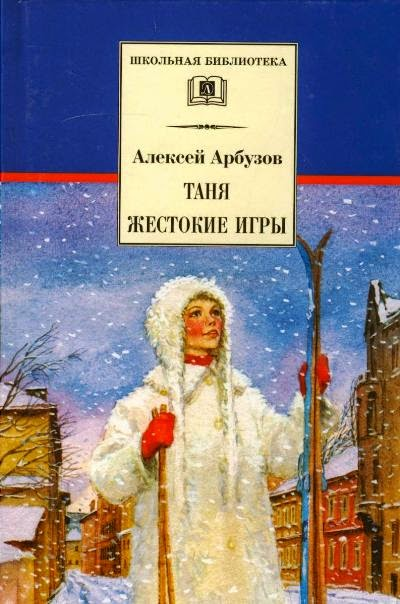 ШКОЛЬНАЯ БИБЛИОТЕКА
Алексей Арбузов
ТАНЯ
ЖЕСТОКИЕ ИГРЫ